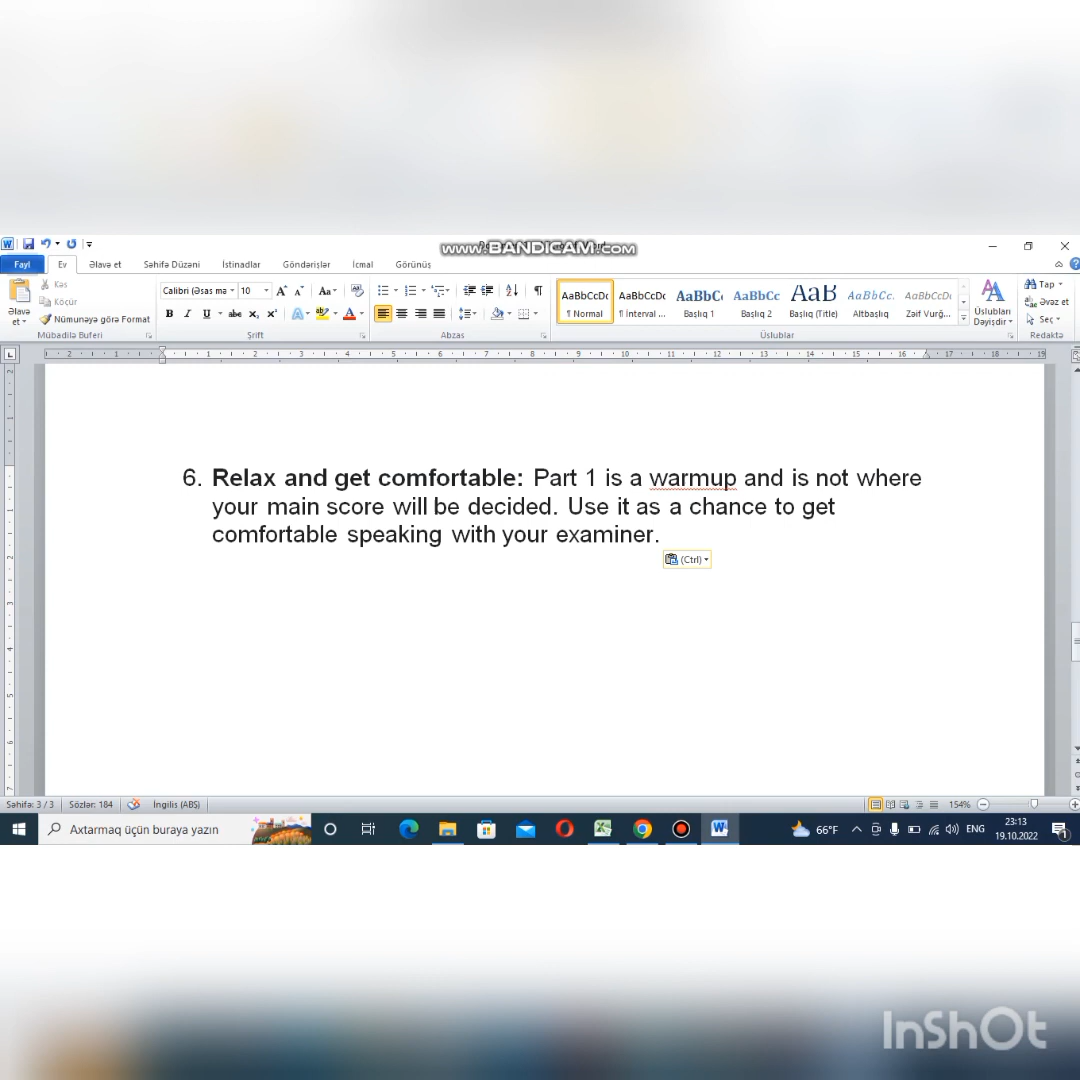 www.BANDICAM.com
Fayl Ev Əlavə et Səhifə Düzəni İstinadlar Göndərişlər İcmal Görünüş
Əlavə et
Kəs
Köçür
Nümunəyə görə Format
Mübadilə Buferi
Calibri (Əsas mə 10
Şrift
Abzas
AaBbCcDc AaBbCcDc AaBbCc AaBbCc AaB AaBbCc. AaBbCcDi
¶ Normal ¶ İnterval ... Başlıq 1 Başlıq 2 Başlıq (Title) Altbaşlıq Zəif Vurğ...
Üslublar
Üslubları Dəyişdir
Tap
Əvəz et
Seç
Redaktə
6. Relax and get comfortable: Part 1 is a warmup and is not where
your main score will be decided. Use it as a chance to get
comfortable speaking with your examiner.
(Ctrl)
Səhifə: 3 / 3 Sözlər: 184 İngilis (ABŞ) 154%
Axtarmaq üçün buraya yazın 66°F ENG 23:13
19.10.2022
InShOt